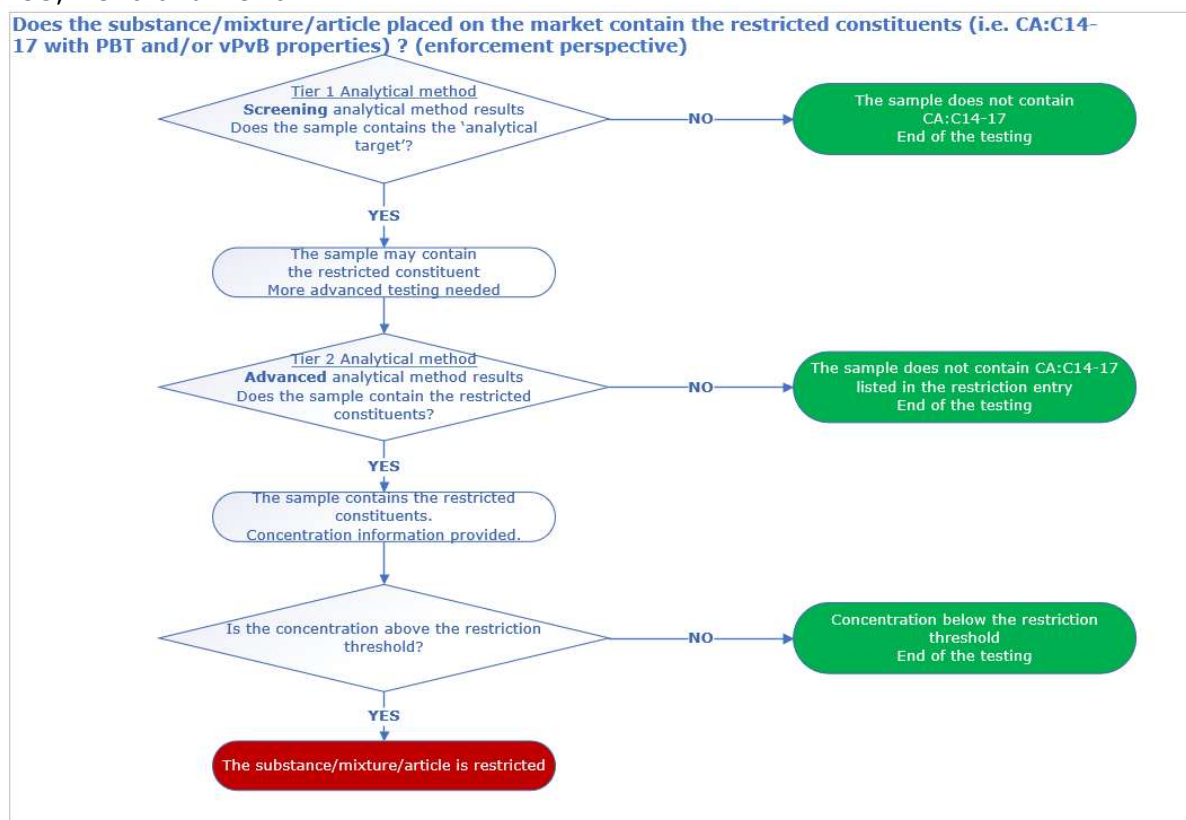 Does the substance/mixture/article placed on the market contain the restricted constituents (i.e. CA:C14-
17 with PBT and/or vPvB properties) ? (enforcement perspective)
Tier 1 Analytical method
Screening analytical method results
Does the sample contains the ‘analytical
target’?
NO
The sample does not contain
CA:C14-17
End of the testing
YES
The sample may contain
the restricted constituent
More advanced testing needed
Tier 2 Analytical method
Advanced analytical method results
Does the sample contain the restricted
constituents?
NO
The sample does not contain CA:C14-17
listed in the restriction entry
End of the testing
YES
The sample contains the restricted
constituents.
Concentration information provided.
Is the concentration above the restriction
threshold?
NO
Concentration below the restriction
threshold
End of the testing
YES
The substance/mixture/article is restricted